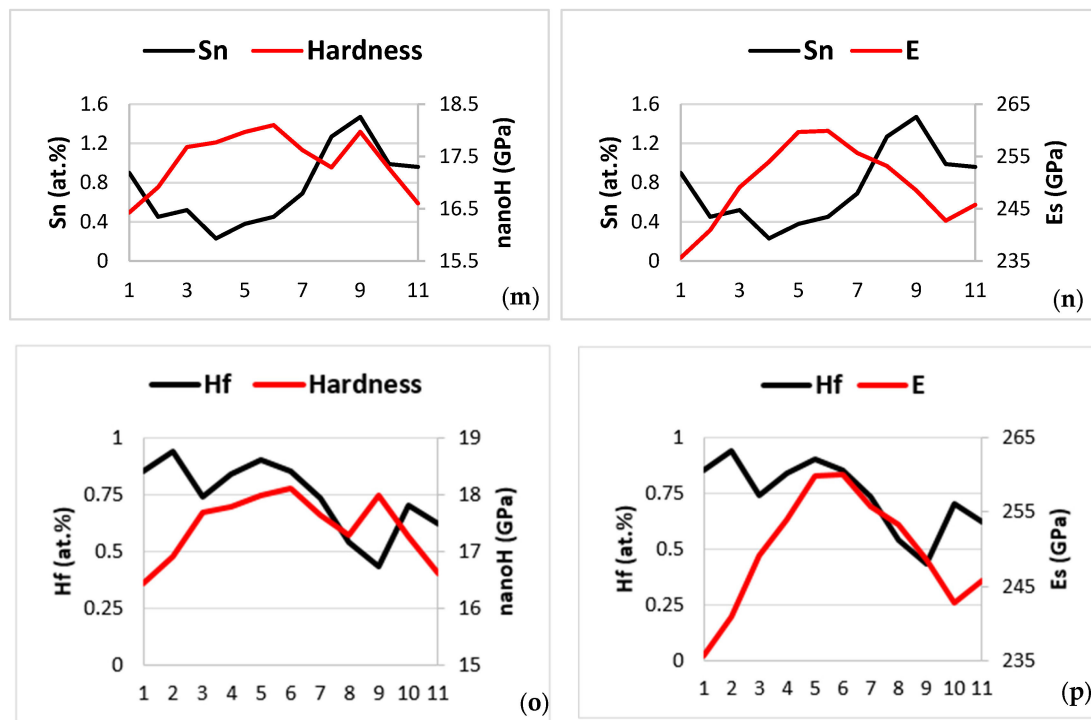 Sn Hardness
Sn (at.%)
1.6
1.2
0.8
0.4
0
18.5
17.5
16.5
15.5
nanoH (GPa)
1 3 5 7 9 11
(m)
Sn E
Sn (at.%)
1.6
1.2
0.8
0.4
0
265
255
245
235
Es (GPa)
1 3 5 7 9 11
(n)
Hf Hardness
Hf (at.%)
1
0.75
0.5
0.25
0
19
18
17
16
15
nanoH (GPa)
1 2 3 4 5 6 7 8 9 10 11
(o)
Hf E
Hf (at.%)
1
0.75
0.5
0.25
0
265
255
245
235
Es (GPa)
1 2 3 4 5 6 7 8 9 10 11
(p)